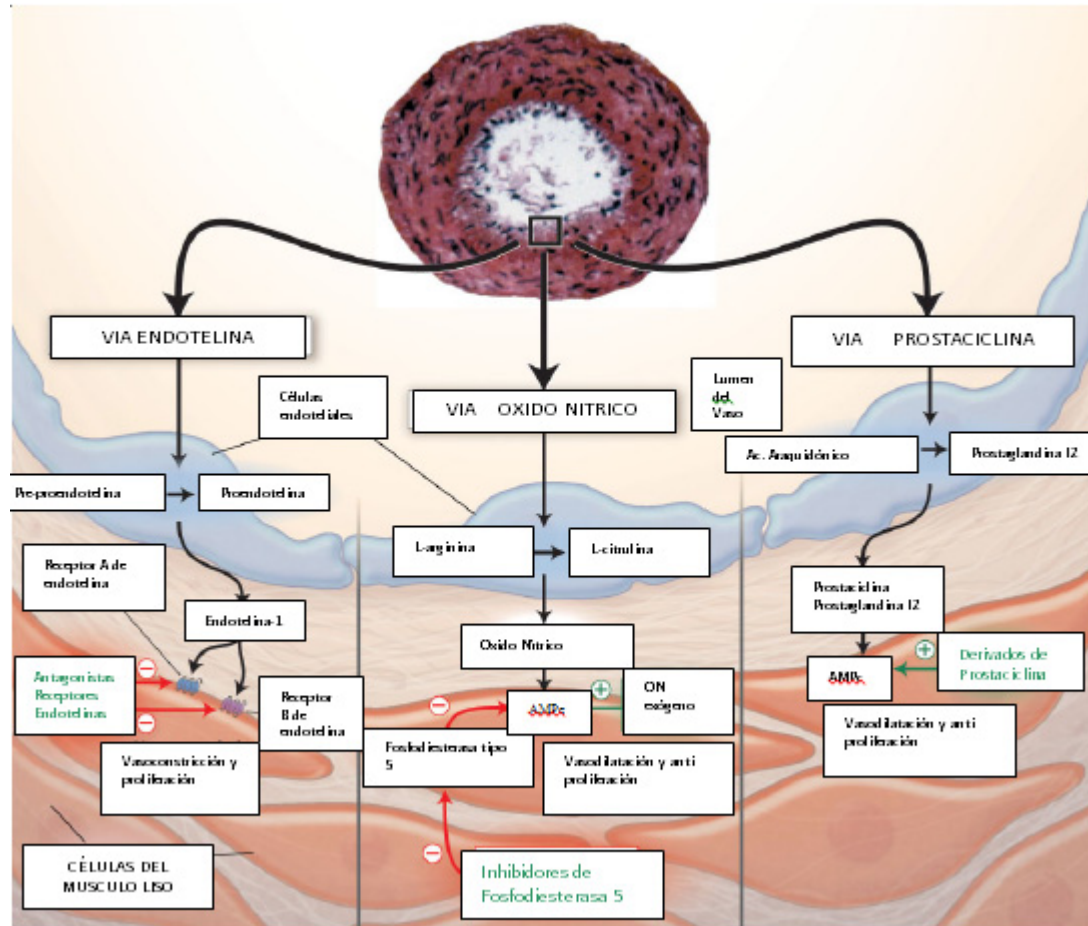 VIA ENDOTELINA
VIA OXIDO NITRICO
VIA PROSTACICLINA
Células
endoteliales
Lumen
del
Vaso
Pre-proendotelina
Proendotelina
L-arginina
L-citrulina
Ac. Araquidónico
Prostaglandina I2
Receptor A de
endotelina
Endotelina-1
Antagonistas
Receptores
Endotelinas
Receptor
B de
endotelina
Vasoconstricción y
proliferación
CÉLULAS DEL
MUSCULO LISO
Oxido Nitrico
AMPc
ON
exógeno
Fosfodiesterasa tipo
5
Vasodilatación y anti
proliferación
Inhibidores de
Fosfodiesterasa 5
Prostaciclina
Prostaglandina I2
AMPc
Derivados de
Prostaciclina
Vasodilatación y anti
proliferación